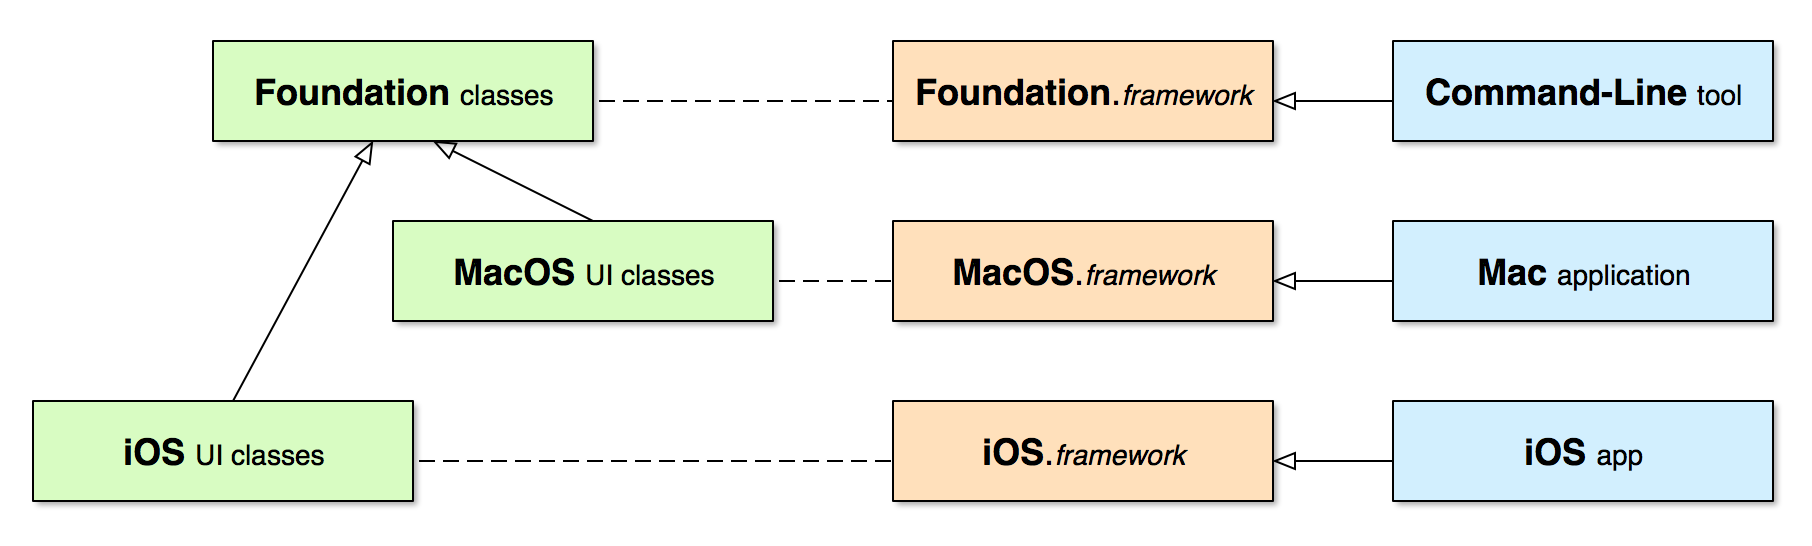 Foundation classes
Foundation.framework
Command-Line tool
MacOS UI classes
MacOS.framework
Mac application
iOS UI classes
iOS.framework
iOS app